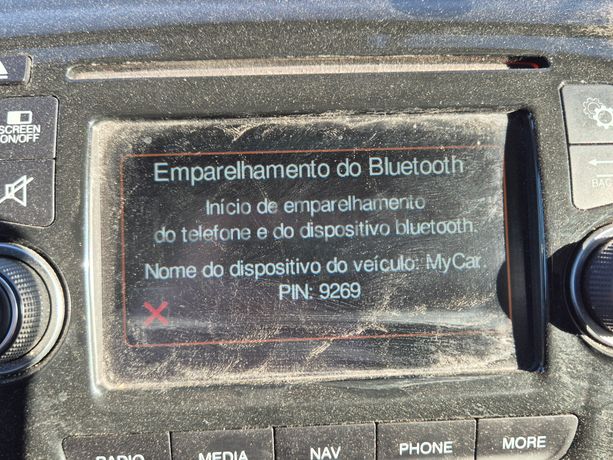 SCREEN
ON/OFF
Emparelhamento do Bluetooth
Início de emparelhamento
do telefone e do dispositivo bluetooth.
Nome do dispositivo do veículo: MyCar.
PIN: 9269
RADIO
MEDIA
NAV
PHONE
MORE